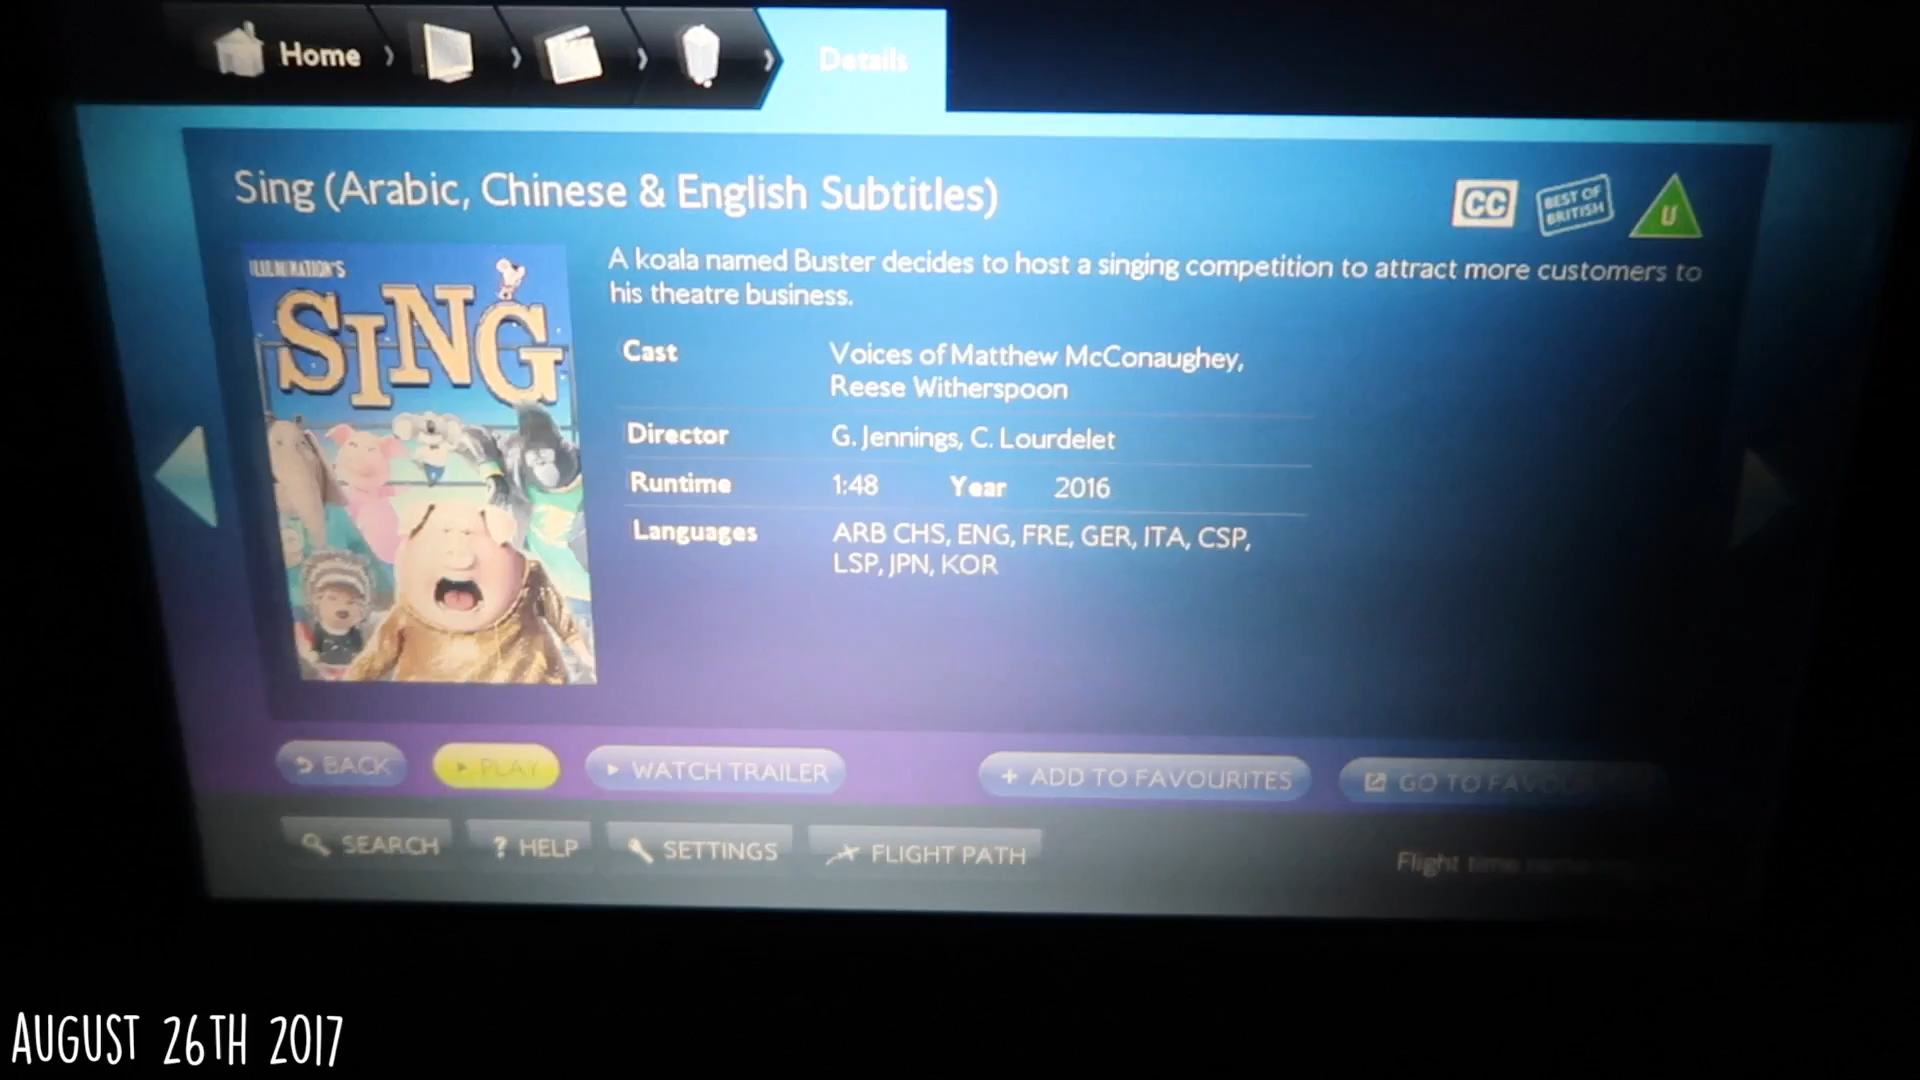 Home
Details
Sing (Arabic, Chinese & English Subtitles)
CC
BEST OF
BRITISH
U
ILLUMINATION'S
SING
A koala named Buster decides to host a singing competition to attract more customers to
his theatre business.
Cast
Voices of Matthew McConaughey,
Reese Witherspoon
Director
G. Jennings, C. Lourdelet
Runtime 1:48 Year 2016
Languages
ARB CHS, ENG, FRE, GER, ITA, CSP,
LSP, JPN, KOR
BACK
PLAY
WATCH TRAILER
+ ADD TO FAVOURITES
GO TO
SEARCH
? HELP
SETTINGS
FLIGHT PATH
Flight time
AUGUST 26TH 2017